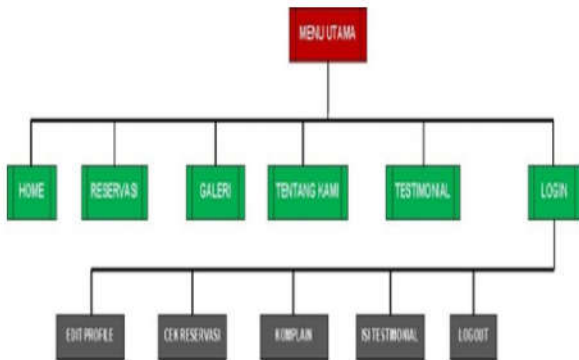 MENU UTAMA
HOME
RESERVASI
GALERI
TENTANG KAMI
TESTIMONIAL
LOGIN
EDIT PROFILE
CEK RESERVASI
KOMPLAIN
ISI TESTIMONIAL
LOGOUT